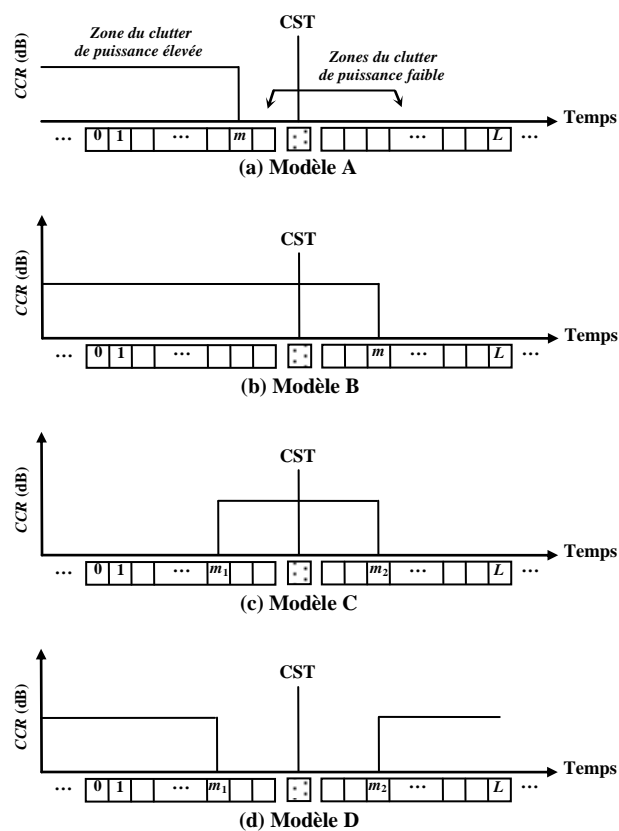 CST
Zone du clutter
de puissance élevée
Zones du clutter
de puissance faible
CCR (dB)
Temps
... 0 1 ... m ... L ...
(a) Modèle A
CST
CCR (dB)
Temps
... 0 1 ... m ... L ...
(b) Modèle B
CST
CCR (dB)
Temps
... 0 1 ... m₁ m₂ ... L ...
(c) Modèle C
CST
CCR (dB)
Temps
... 0 1 ... m₁ m₂ ... L ...
(d) Modèle D